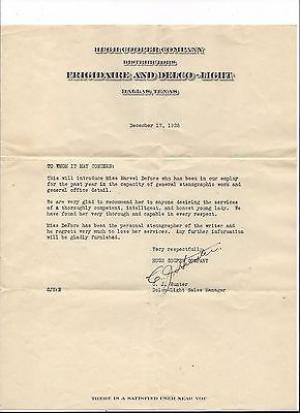 HUGH COOPER COMPANY
DISTRIBUTORS
FRIGIDAIRE AND DELCO-LIGHT
DALLAS, TEXAS
December 17, 1928
TO WHOM IT MAY CONCERN:
This will introduce Miss Marvel DeFore who has been in our employ
for the past year in the capacity of general stenographic work and
general office detail.
We are very glad to recommend her to anyone desiring the services
of a thoroughly competent, intelligent, and honest young lady. We
have found her very thorough and capable in every respect.
Miss DeFore has been the personal stenographer of the writer and
he regrets very much to lose her services. Any further information
will be gladly furnished.
Very respectfully,
HUGH COOPER COMPANY
C. J. Hunter
Delco-Light Sales Manager
THERE IS A SATISFIED USER NEAR YOU